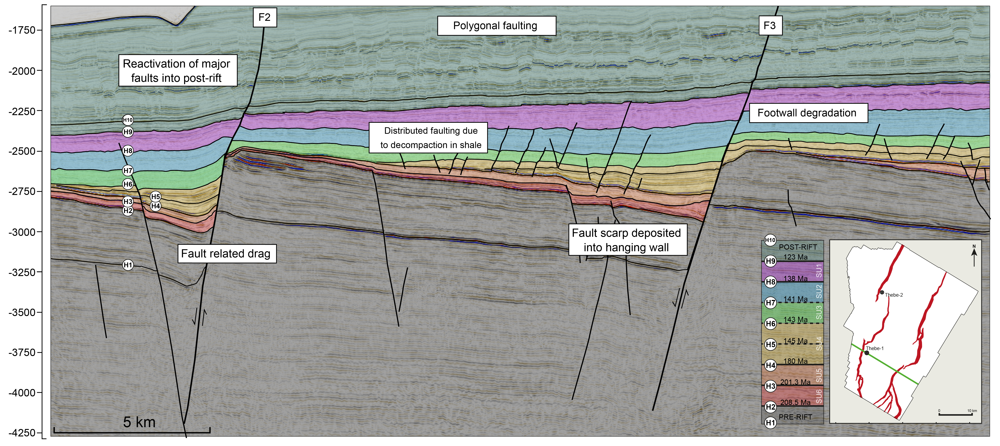 F2
F3
Polygonal faulting
-1750
-2000
-2250
-2500
-2750
-3000
-3250
-3500
-3750
-4000
-4250
Reactivation of major
faults into post-rift
Footwall degradation
Distributed faulting due
to decompaction in shale
H10
H9
H8
H7
H6
H5
H4
H3
H2
H1
Fault related drag
Fault scarp deposited
into hanging wall
5 km
H10
POST-RIFT
123 Ma
H9
SU1
138 Ma
H8
SU2
141 Ma
H7
SU3
143 Ma
H6
145 Ma
SU4
H5
180 Ma
H4
SU5
201.3 Ma
H3
SU6
208.5 Ma
H2
PRE-RIFT
H1
N
Thebe-2
Thebe-1
0 10 km